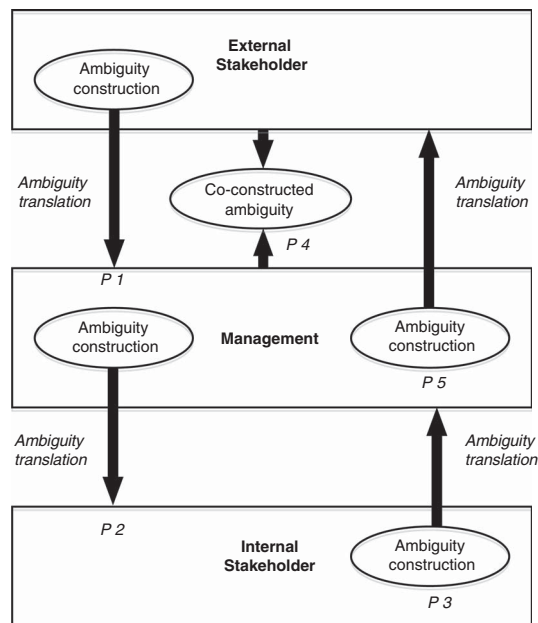 External
Stakeholder
Ambiguity
construction
Ambiguity
translation
Co-constructed
ambiguity
Ambiguity
translation
P 4
P 1
Ambiguity
construction
Management
Ambiguity
construction
P 5
Ambiguity
translation
Ambiguity
translation
P 2
Internal
Stakeholder
Ambiguity
construction
P 3